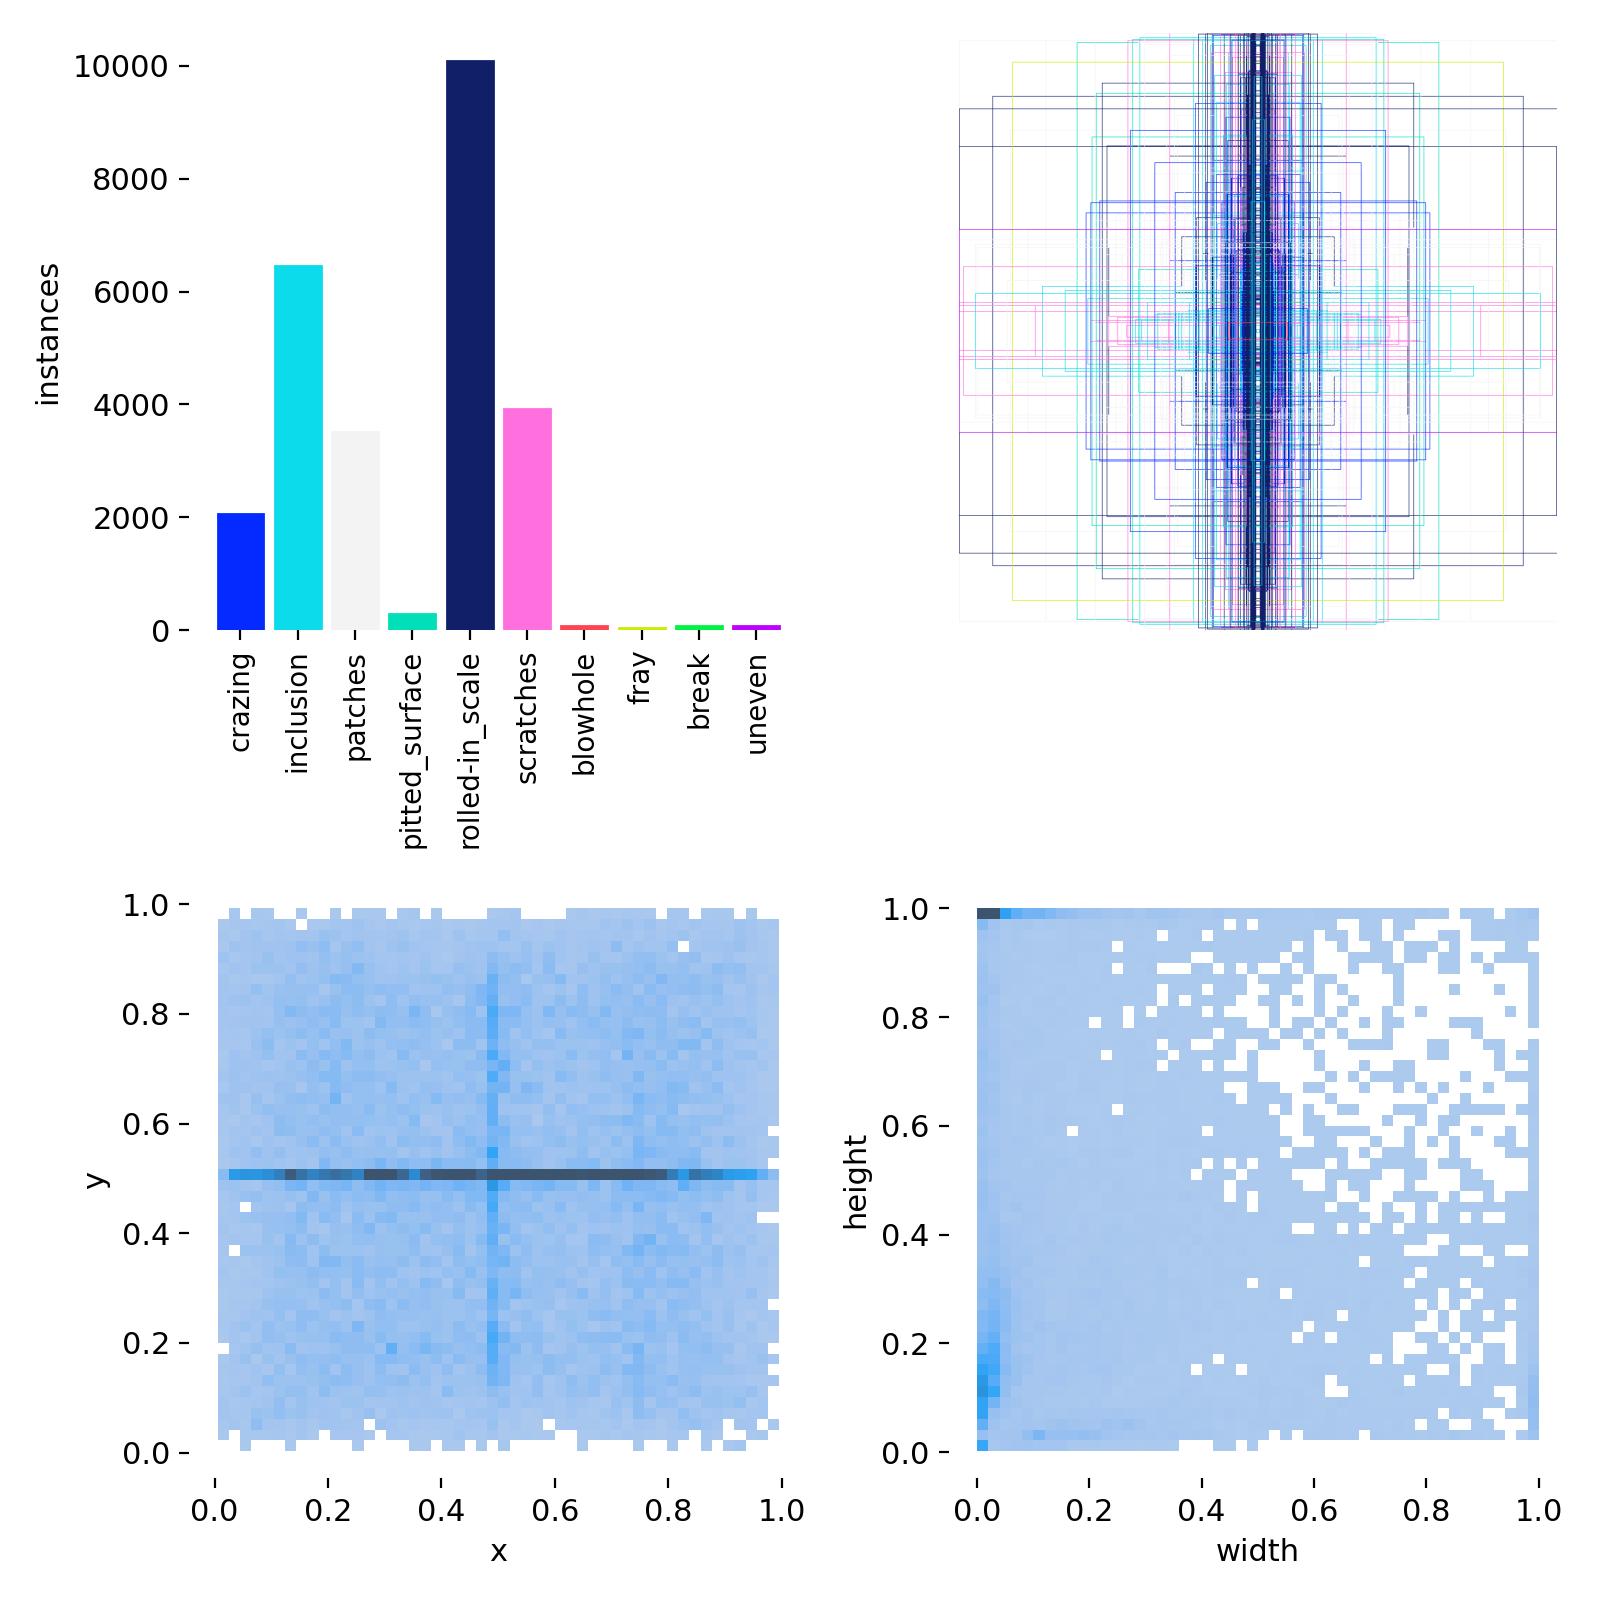 instances
10000
8000
6000
4000
2000
0
crazing
inclusion
patches
pitted_surface
rolled-in_scale
scratches
blowhole
fray
break
uneven
y
1.0
0.8
0.6
0.4
0.2
0.0
0.0 0.2 0.4 0.6 0.8 1.0
x
height
1.0
0.8
0.6
0.4
0.2
0.0
0.0 0.2 0.4 0.6 0.8 1.0
width